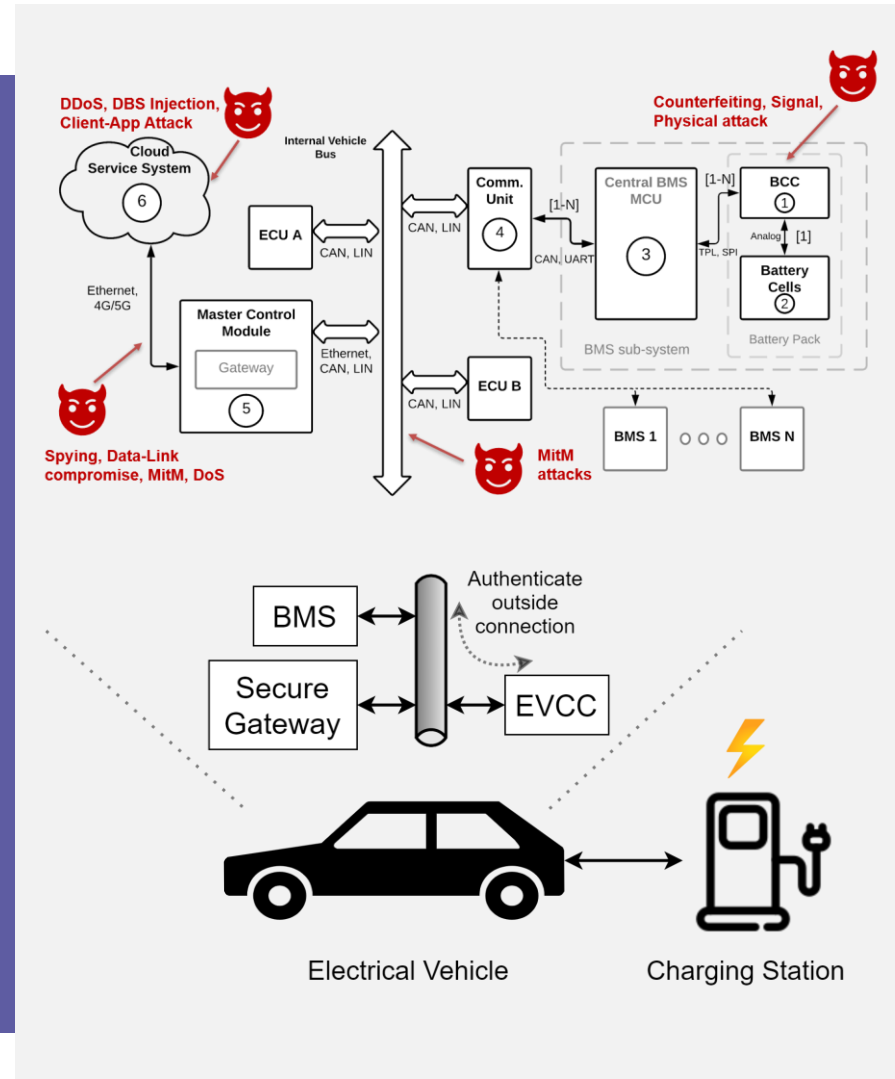 DDoS, DBS Injection,
Client-App Attack
Cloud
Service System
6
Ethernet,
4G/5G
Spying, Data-Link
compromise, MitM, DoS
Internal Vehicle
Bus
ECU A
CAN, LIN
Master Control
Module
Gateway
5
Ethernet,
CAN, LIN
CAN, LIN
Comm.
Unit
4
[1-N]
CAN, UART
CAN, LIN
ECU B
MitM
attacks
Counterfeiting, Signal,
Physical attack
Central BMS
MCU
3
[1-N]
TPL, SPI
BCC
1
Analog
[1]
Battery
Cells
2
Battery Pack
BMS sub-system
BMS 1
BMS N
BMS
Secure
Gateway
Authenticate
outside
connection
EVCC
Electrical Vehicle
Charging Station